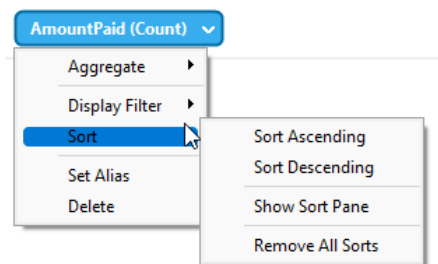 AmountPaid (Count)
Aggregate
Display Filter
Sort
Set Alias
Delete
Sort Ascending
Sort Descending
Show Sort Pane
Remove All Sorts